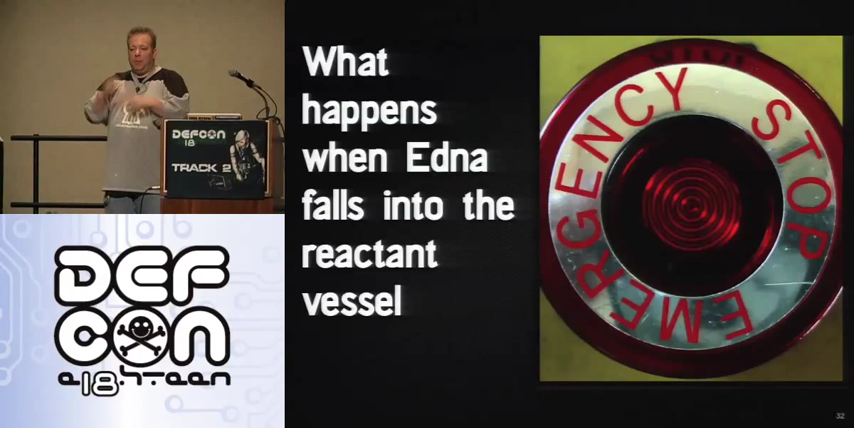 DEFCON
18
TRACK 2
DEF
CON
e18hteen
What
happens
when Edna
falls into the
reactant
vessel
EMERGENCY STOP
32